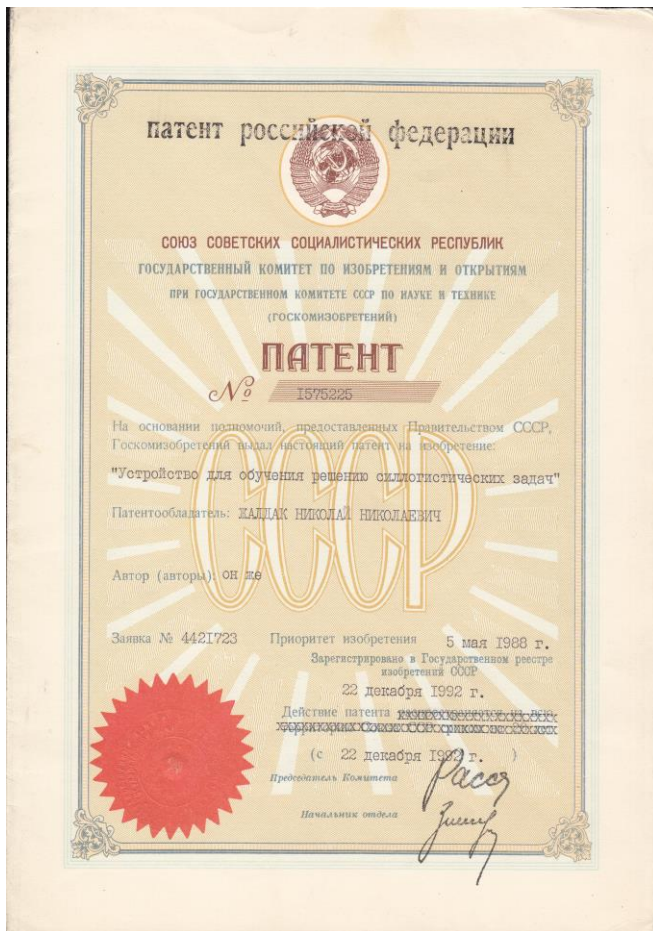 патент российской федерации
СОЮЗ СОВЕТСКИХ СОЦИАЛИСТИЧЕСКИХ РЕСПУБЛИК
ГОСУДАРСТВЕННЫЙ КОМИТЕТ ПО ИЗОБРЕТЕНИЯМ И ОТКРЫТИЯМ
ПРИ ГОСУДАРСТВЕННОМ КОМИТЕТЕ СССР ПО НАУКЕ И ТЕХНИКЕ
(ГОСКОМИЗОБРЕТЕНИЙ)
ПАТЕНТ
№ 1575225
На основании полномочий, предоставленных Правительством СССР,
Госкомизобретений выдал настоящий патент на изобретение:
"Устройство для обучения решению силлогистических задач"
Патентообладатель: ЖАЛДАК НИКОЛАЙ НИКОЛАЕВИЧ
СССР
Автор (авторы): он же
Заявка № 4421723 Приоритет изобретения 5 мая 1988 г.
Зарегистрировано в Государственном реестре
изобретений СССР
22 декабря 1992 г.
Действие патента
(с 22 декабря 1992 г. )
Председатель Комитета
Начальник отдела